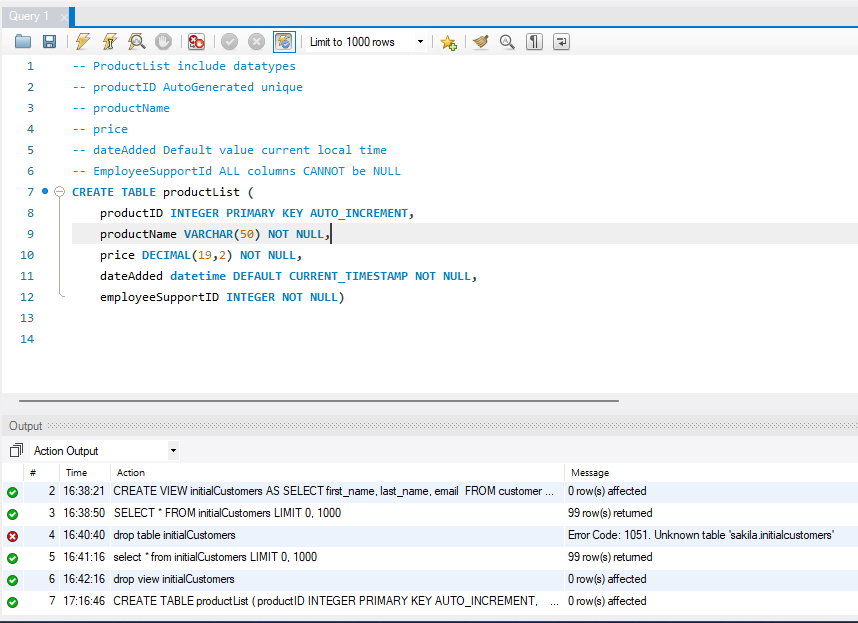 Query 1
Limit to 1000 rows
1 -- ProductList include datatypes
2 -- productID AutoGenerated unique
3 -- productName
4 -- price
5 -- dateAdded Default value current local time
6 -- EmployeeSupportId ALL columns CANNOT be NULL
7 CREATE TABLE productList (
8 productID INTEGER PRIMARY KEY AUTO_INCREMENT,
9 productName VARCHAR(50) NOT NULL,
10 price DECIMAL(19,2) NOT NULL,
11 dateAdded datetime DEFAULT CURRENT_TIMESTAMP NOT NULL,
12 employeeSupportID INTEGER NOT NULL)
13
14
Output
Action Output
# Time Action Message
2 16:38:21 CREATE VIEW initialCustomers AS SELECT first_name, last_name, email FROM customer ... 0 row(s) affected
3 16:38:50 SELECT * FROM initialCustomers LIMIT 0, 1000 99 row(s) returned
4 16:40:40 drop table initialCustomers Error Code: 1051. Unknown table 'sakila.initialcustomers'
5 16:41:16 select * from initialCustomers LIMIT 0, 1000 99 row(s) returned
6 16:42:16 drop view initialCustomers 0 row(s) affected
7 17:16:46 CREATE TABLE productList ( productID INTEGER PRIMARY KEY AUTO_INCREMENT, ... 0 row(s) affected